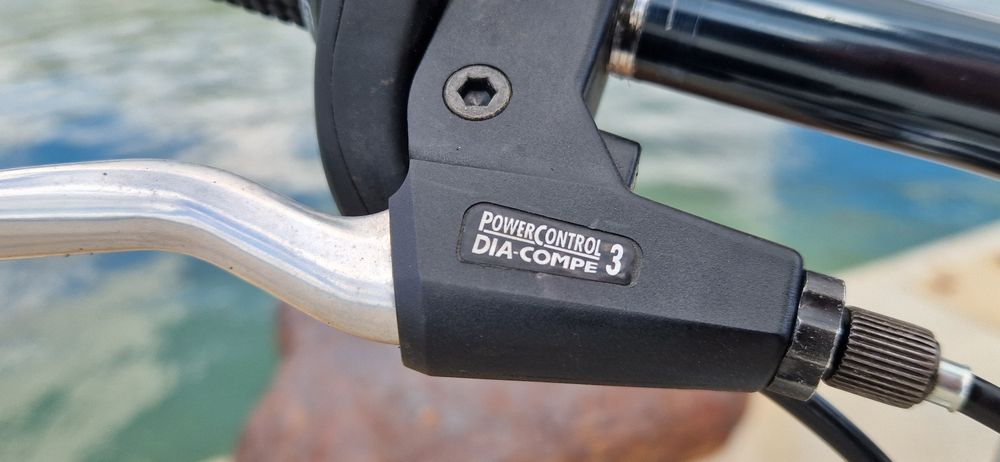 POWERCONTROL
DIA-COMPE 3